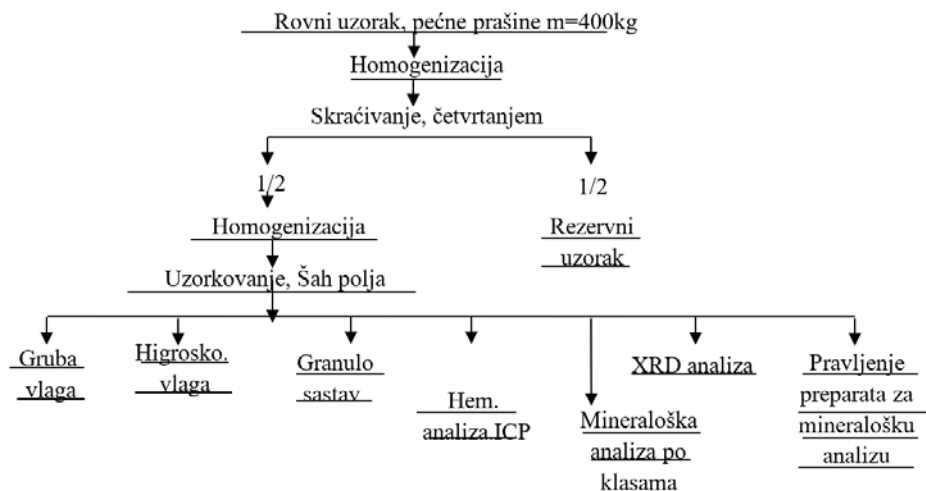 Rovni uzorak, pećne prašine m=400kg
Homogenizacija
Skraćivanje, četvrtanjem
1/2
1/2
Homogenizacija
Rezervni
uzorak
Uzorkovanje, Šah polja
Gruba
vlaga
Higrosko.
vlaga
Granulo
sastav
Hem.
analiza ICP
Mineraloška
analiza po
klasama
XRD analiza
Pravljenje
preparata za
mineralošku
analizu